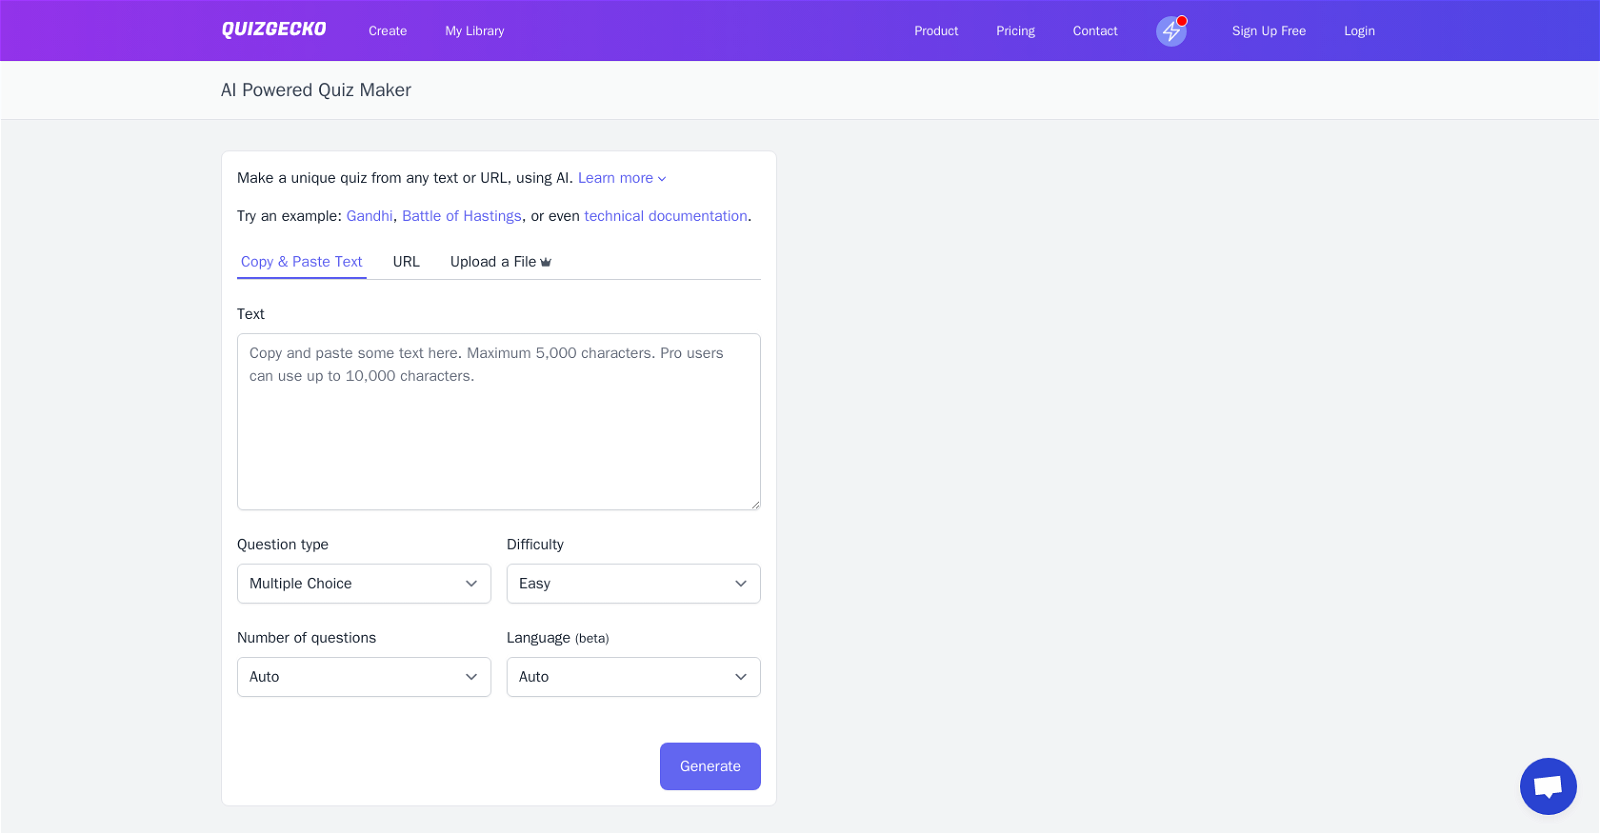 QUIZGECKO Create My Library Product Pricing Contact Sign Up Free Login
AI Powered Quiz Maker
Make a unique quiz from any text or URL, using AI. Learn more
Try an example: Gandhi, Battle of Hastings, or even technical documentation.
Copy & Paste Text URL Upload a File
Text
Copy and paste some text here. Maximum 5,000 characters. Pro users
can use up to 10,000 characters.
Question type Difficulty
Multiple Choice Easy
Number of questions Language (beta)
Auto Auto
Generate